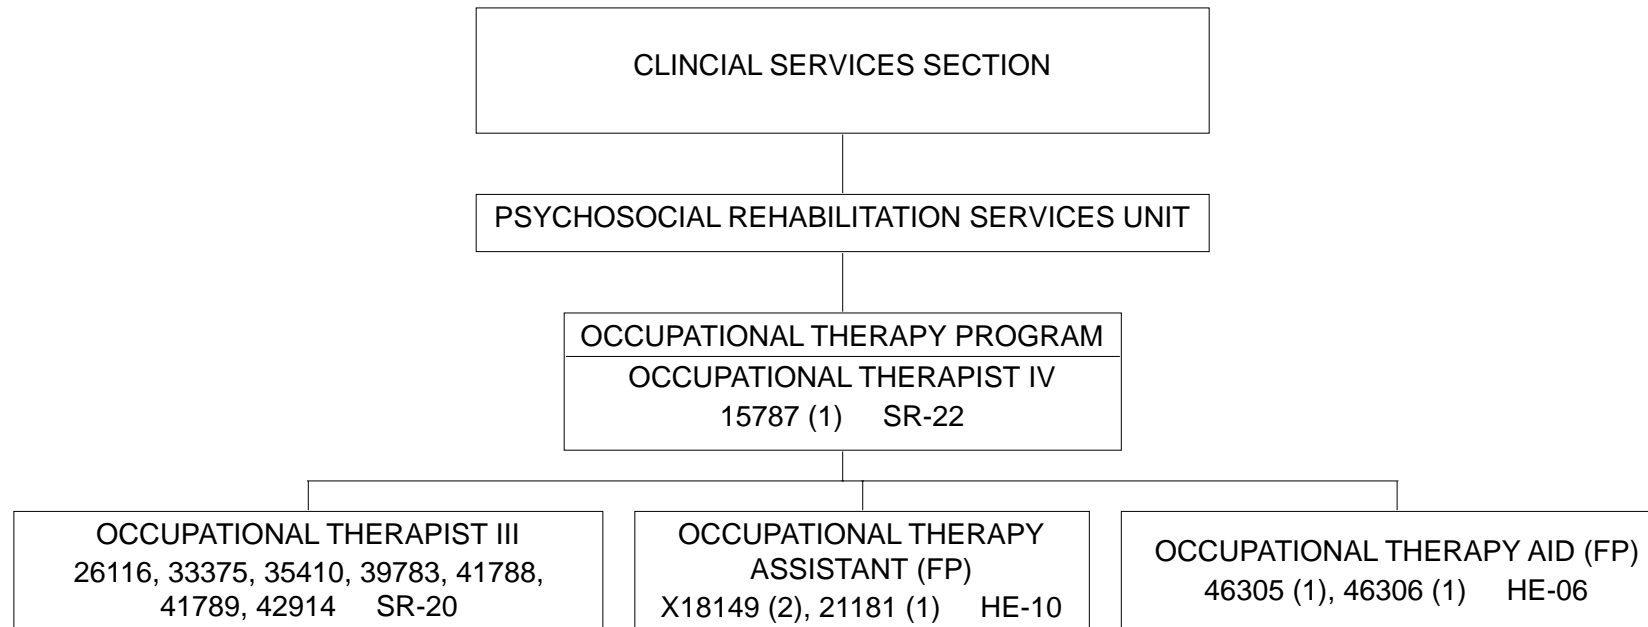 CLINCIAL SERVICES SECTION
PSYCHOSOCIAL REHABILITATION SERVICES UNIT
OCCUPATIONAL THERAPY PROGRAM
OCCUPATIONAL THERAPIST IV
15787 (1) SR-22
OCCUPATIONAL THERAPIST III
26116, 33375, 35410, 39783, 41788,
41789, 42914 SR-20
OCCUPATIONAL THERAPY
ASSISTANT (FP)
X18149 (2), 21181 (1) HE-10
OCCUPATIONAL THERAPY AID (FP)
46305 (1), 46306 (1) HE-06